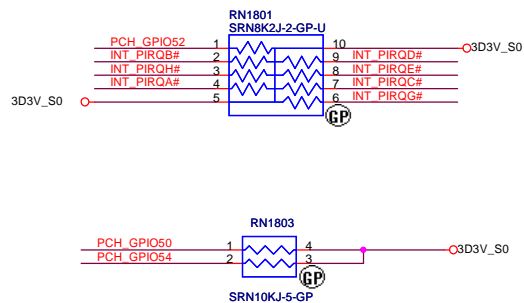 RN1801
SRN8K2J-2-GP-U
PCH_GPIO52 1 10 3D3V_S0
INT_PIRQB# 2 9 INT_PIRQD#
INT_PIRQH# 3 8 INT_PIRQE#
INT_PIRQA# 4 7 INT_PIRQC#
3D3V_S0 5 6 INT_PIRQG#
GP
RN1803
PCH_GPIO50 1 4 3D3V_S0
PCH_GPIO54 2 3
GP
SRN10KJ-5-GP